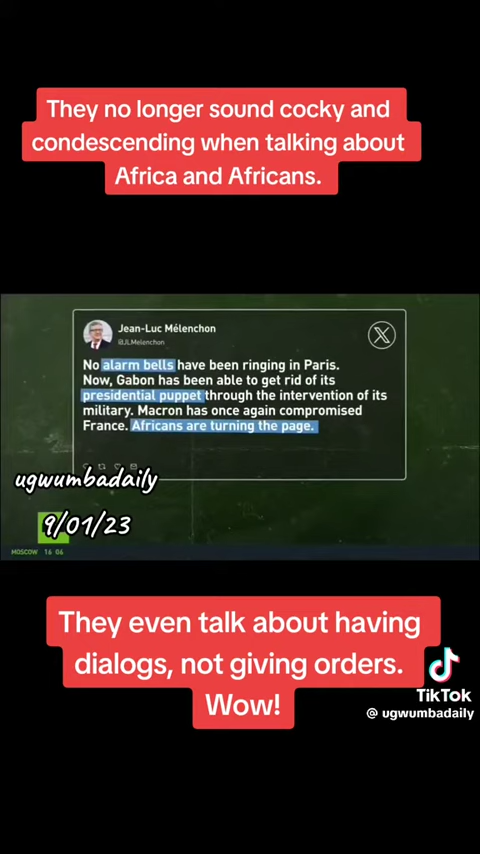 They no longer sound cocky and
condescending when talking about
Africa and Africans.
Jean-Luc Mélenchon
@JLMelenchon
No alarm bells have been ringing in Paris.
Now, Gabon has been able to get rid of its
presidential puppet through the intervention of its
military. Macron has once again compromised
France. Africans are turning the page.
ugwumbadaily
9/01/23
MOSCOW 16 06
They even talk about having
dialogs, not giving orders.
Wow!
TikTok
@ ugwumbadaily